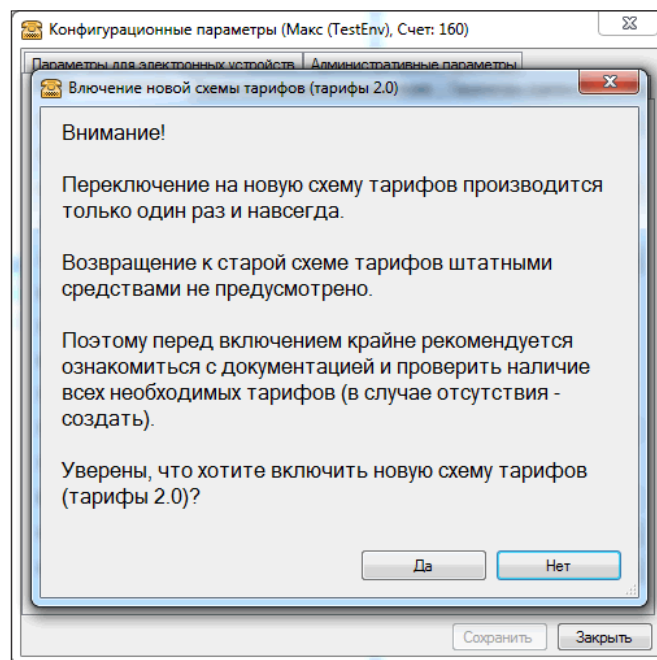 Конфигурационные параметры (Макс (TestEnv), Счет: 160)
Параметры для электронных устройств Административные параметры
Влючение новой схемы тарифов (тарифы 2.0)
Внимание!
Переключение на новую схему тарифов производится
только один раз и навсегда.
Возвращение к старой схеме тарифов штатными
средствами не предусмотрено.
Поэтому перед включением крайне рекомендуется
ознакомиться с документацией и проверить наличие
всех необходимых тарифов (в случае отсутствия -
создать).
Уверены, что хотите включить новую схему тарифов
(тарифы 2.0)?
Да Нет
Сохранить Закрыть